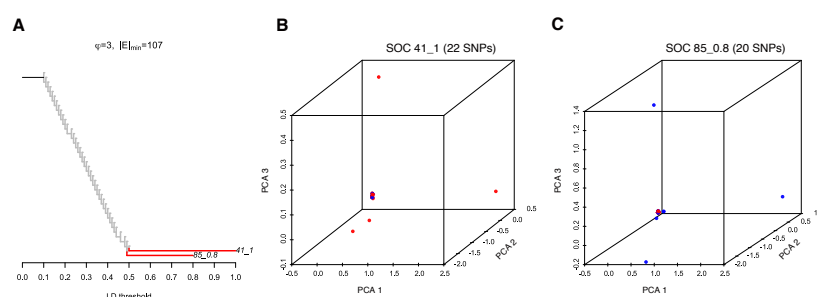 A
φ=3, |E|min=107
41_1
85_0.8
0.0 0.1 0.2 0.3 0.4 0.5 0.6 0.7 0.8 0.9 1.0
LD threshold
B
SOC 41_1 (22 SNPs)
PCA 3
-0.1 0.0 0.1 0.2 0.3 0.4 0.5
-0.5 0.0 0.5 1.0 1.5 2.0 2.5
PCA 1
-2.0 -1.5 -1.0 -0.5 0.0 0.5
PCA 2
C
SOC 85_0.8 (20 SNPs)
PCA 3
-0.2 0.0 0.2 0.4 0.6 0.8 1.0 1.2 1.4
-0.5 0.0 0.5 1.0 1.5 2.0 2.5
PCA 1
-2.0 -1.5 -1.0 -0.5 0.0 0.5 1
PCA 2